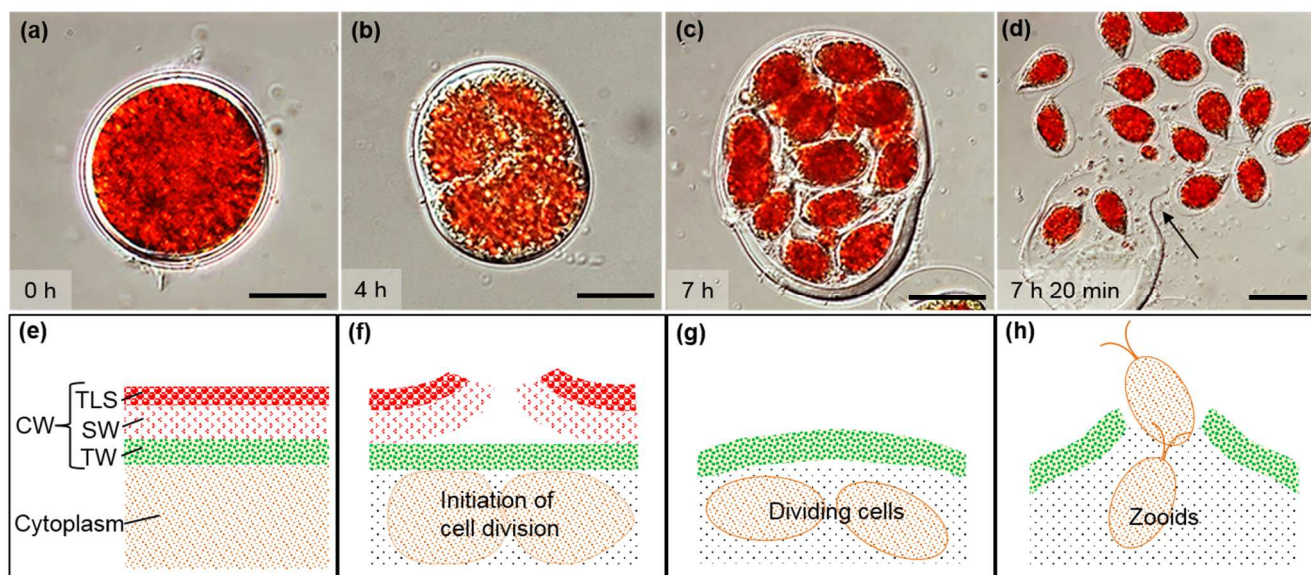 (a)
(b)
(c)
(d)
0 h
4 h
7 h
7 h 20 min
(e)
(f)
(g)
(h)
TLS
CW
SW
TW
Cytoplasm
Initiation of
cell division
Dividing cells
Zooids